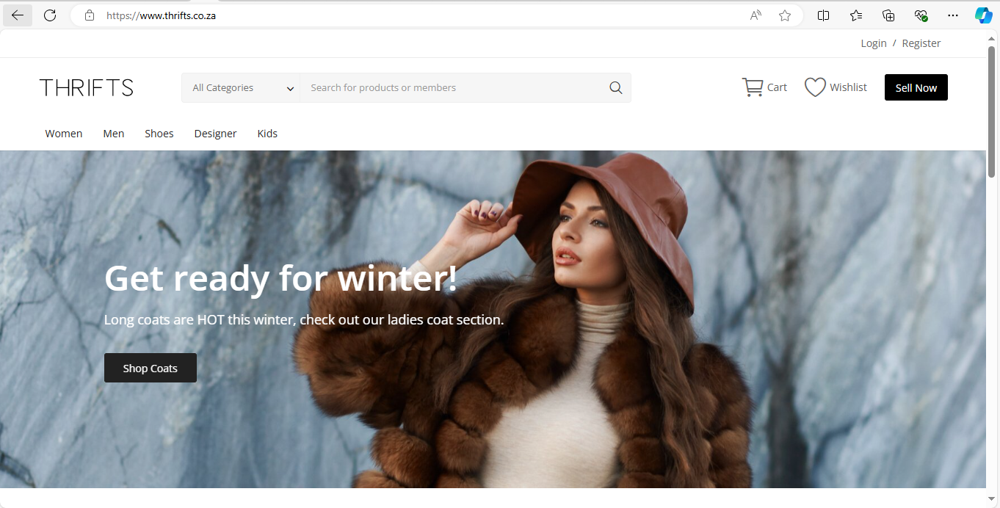 https://www.thrifts.co.za
Login / Register
THRIFTS
All Categories
Search for products or members
Cart
Wishlist
Sell Now
Women Men Shoes Designer Kids
Get ready for winter!
Long coats are HOT this winter, check out our ladies coat section.
Shop Coats